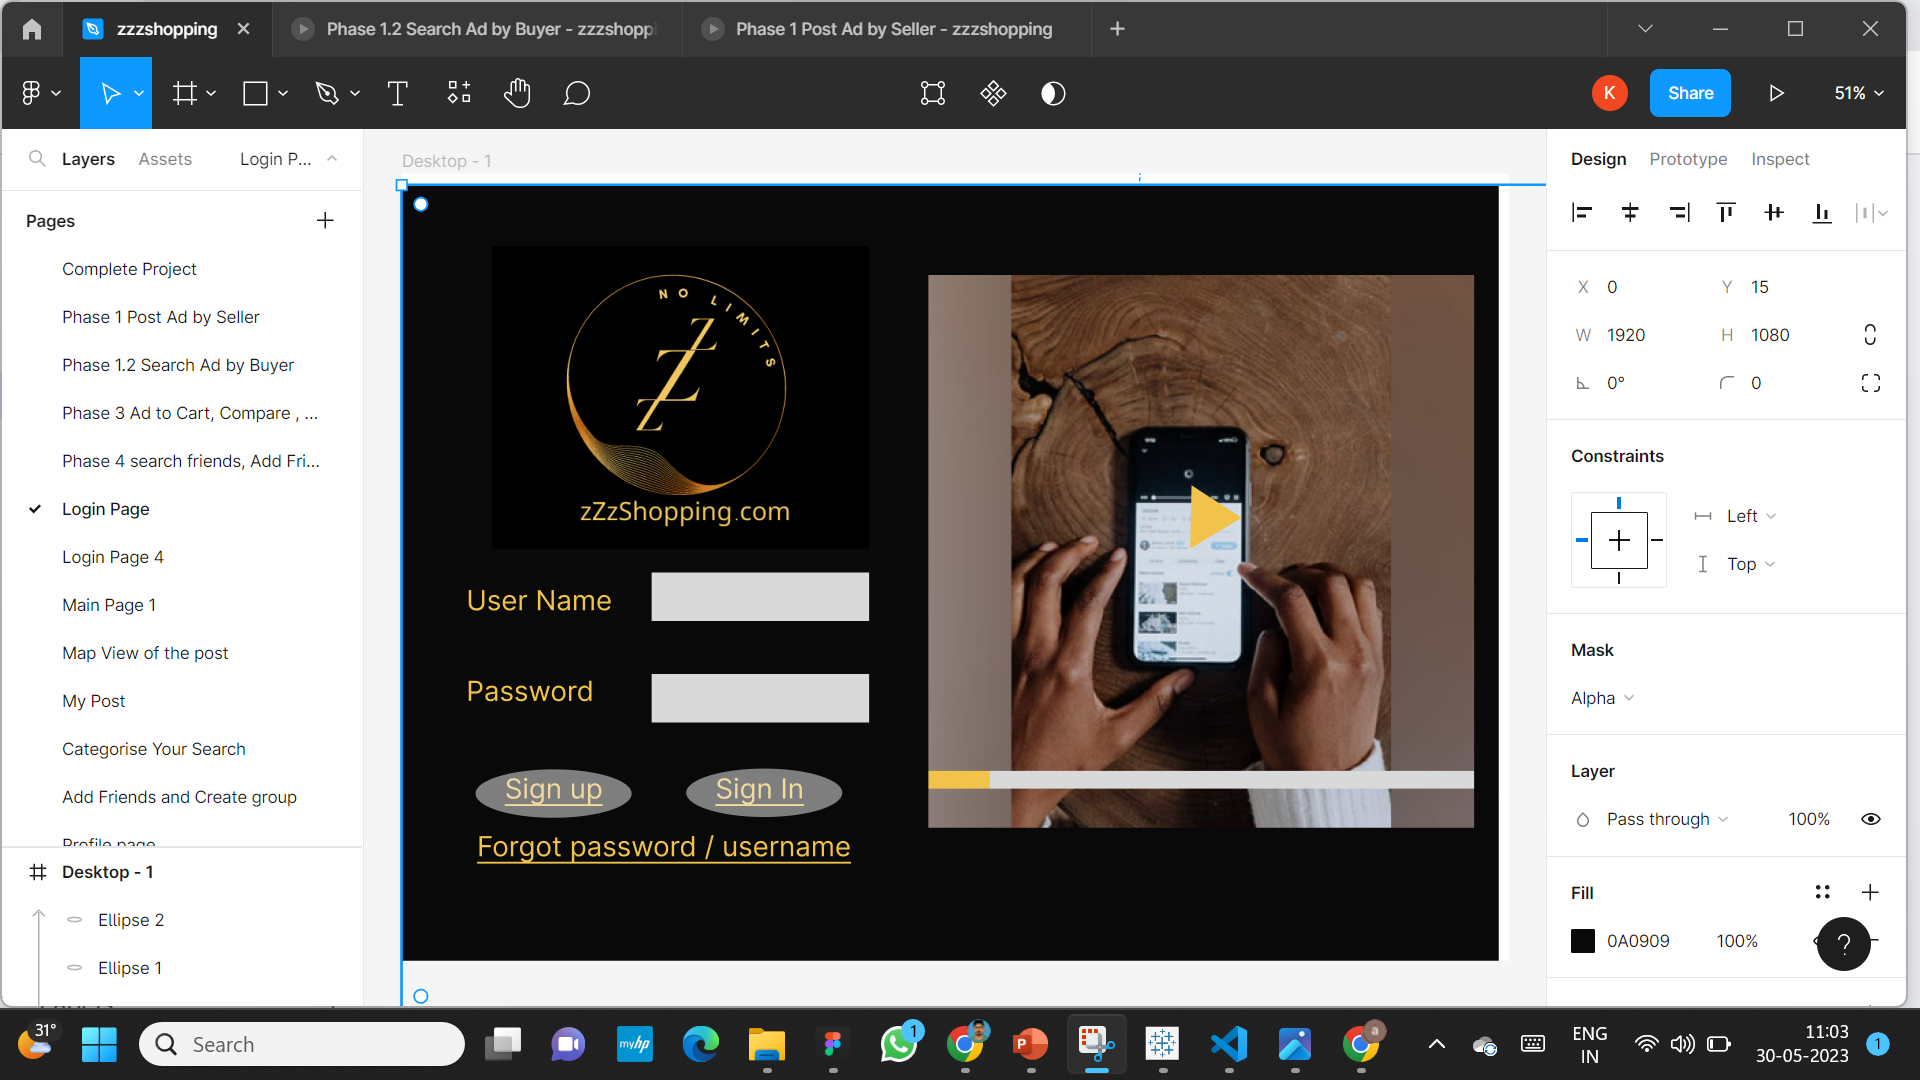 zzzshopping
Phase 1.2 Search Ad by Buyer - zzzshoppi
Phase 1 Post Ad by Seller - zzzshopping
K
Share
51%
Layers
Assets
Login P...
Pages
Complete Project
Phase 1 Post Ad by Seller
Phase 1.2 Search Ad by Buyer
Phase 3 Ad to Cart, Compare , ...
Phase 4 search friends, Add Fri...
Login Page
Login Page 4
Main Page 1
Map View of the post
My Post
Categorise Your Search
Add Friends and Create group
Profile page
Desktop - 1
Ellipse 2
Ellipse 1
Desktop - 1
NO LIMITS
ZZZ
zZzShopping.com
User Name
Password
Sign up
Sign In
Forgot password / username
Design
Prototype
Inspect
X 0
Y 15
W 1920
H 1080
0°
0
Constraints
Left
Top
Mask
Alpha
Layer
Pass through
100%
Fill
0A0909
100%
?
31°
Search
myhp
1
P
a
ENG
IN
11:03
30-05-2023
1